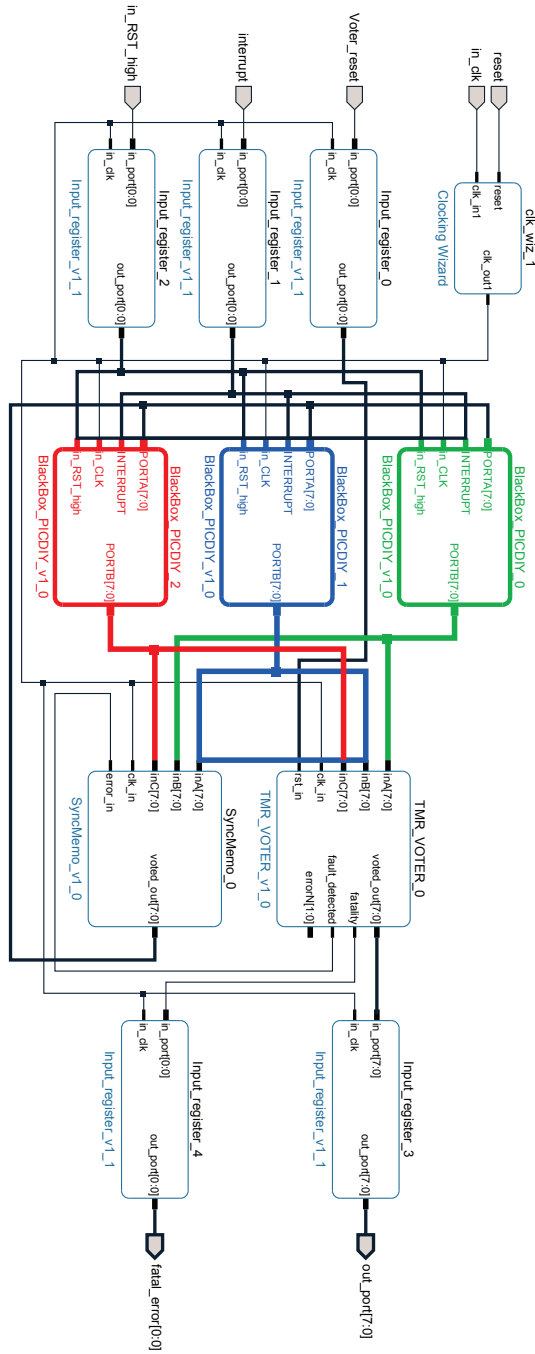 reset
in_clk
clk_wiz_1
reset
clk_in1
clk_out1
Clocking Wizard
Voter_reset
Input_register_0
in_port[0:0]
in_clk
out_port[0:0]
Input_register_v1_1
interrupt
Input_register_1
in_port[0:0]
in_clk
out_port[0:0]
Input_register_v1_1
in_RST_high
Input_register_2
in_port[0:0]
in_clk
out_port[0:0]
Input_register_v1_1
BlackBox_PICDIY_0
PORTA[7:0]
INTERRUPT
in_CLK
in_RST_high
PORTB[7:0]
BlackBox_PICDIY_v1_0
BlackBox_PICDIY_1
PORTA[7:0]
INTERRUPT
in_CLK
in_RST_high
PORTB[7:0]
BlackBox_PICDIY_v1_0
BlackBox_PICDIY_2
PORTA[7:0]
INTERRUPT
in_CLK
in_RST_high
PORTB[7:0]
BlackBox_PICDIY_v1_0
TMR_VOTER_0
inA[7:0]
inB[7:0]
inC[7:0]
clk_in
rst_in
voted_out[7:0]
fatality
fault_detected
errorN[1:0]
TMR_VOTER_v1_0
SyncMemo_0
inA[7:0]
inB[7:0]
inC[7:0]
clk_in
error_in
voted_out[7:0]
SyncMemo_v1_0
Input_register_3
in_port[7:0]
in_clk
out_port[7:0]
Input_register_v1_1
out_port[7:0]
Input_register_4
in_port[0:0]
in_clk
out_port[0:0]
Input_register_v1_1
fatal_error[0:0]